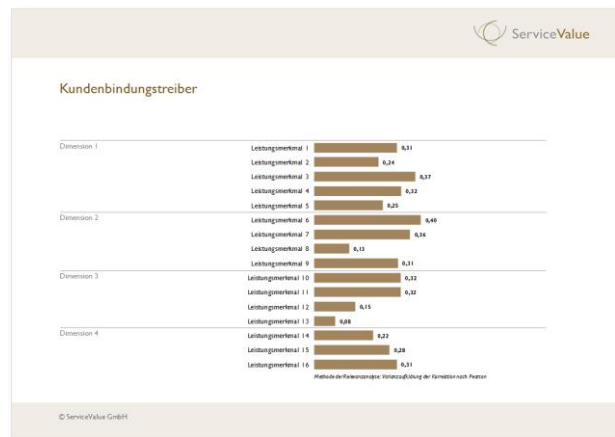 ServiceValue
Kundenbindungstreiber
Dimension 1
Leistungsmerkmal 1 0,31
Leistungsmerkmal 2 0,24
Leistungsmerkmal 3 0,37
Leistungsmerkmal 4 0,32
Leistungsmerkmal 5 0,25
Dimension 2
Leistungsmerkmal 6 0,40
Leistungsmerkmal 7 0,36
Leistungsmerkmal 8 0,13
Leistungsmerkmal 9 0,31
Dimension 3
Leistungsmerkmal 10 0,32
Leistungsmerkmal 11 0,32
Leistungsmerkmal 12 0,15
Leistungsmerkmal 13 0,08
Dimension 4
Leistungsmerkmal 14 0,22
Leistungsmerkmal 15 0,28
Leistungsmerkmal 16 0,31
Methode der Relevanzanalyse: Varianzaufklärung der Korrelation nach Pearson
© ServiceValue GmbH